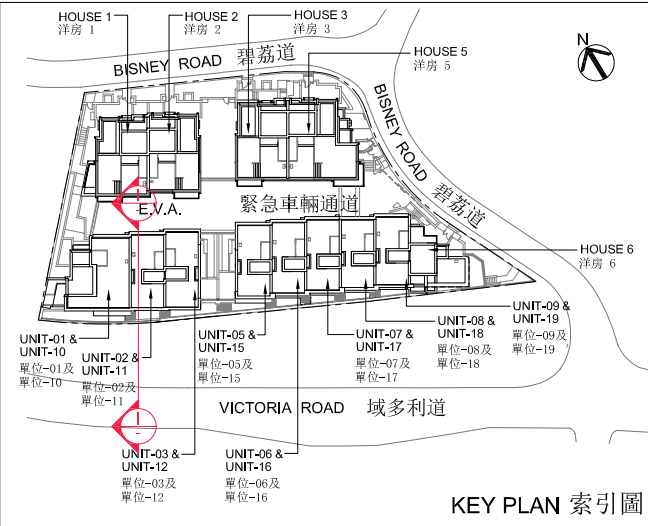 HOUSE 1
洋房 1
HOUSE 2
洋房 2
HOUSE 3
洋房 3
HOUSE 5
洋房 5
N
BISNEY ROAD 碧荔道
BISNEY ROAD 碧荔道
E.V.A.
緊急車輛通道
HOUSE 6
洋房 6
UNIT-01 &
UNIT-10
單位-01及
單位-10
UNIT-02 &
UNIT-11
單位-02及
單位-11
UNIT-03 &
UNIT-12
單位-03及
單位-12
UNIT-05 &
UNIT-15
單位-05及
單位-15
UNIT-06 &
UNIT-16
單位-06及
單位-16
UNIT-07 &
UNIT-17
單位-07及
單位-17
UNIT-08 &
UNIT-18
單位-08及
單位-18
UNIT-09 &
UNIT-19
單位-09及
單位-19
VICTORIA ROAD 域多利道
I
-
I
-
KEY PLAN 索引圖